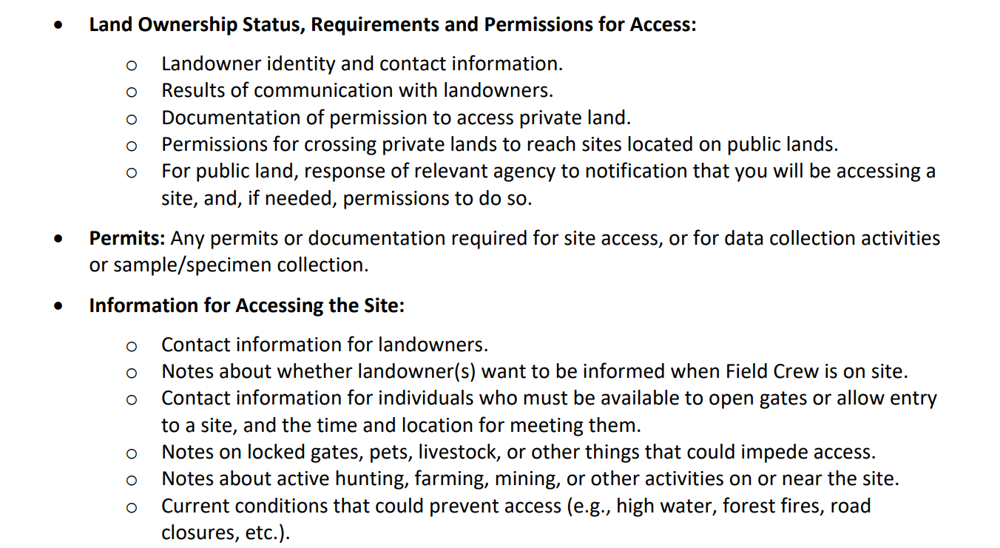 • Land Ownership Status, Requirements and Permissions for Access:
o Landowner identity and contact information.
o Results of communication with landowners.
o Documentation of permission to access private land.
o Permissions for crossing private lands to reach sites located on public lands.
o For public land, response of relevant agency to notification that you will be accessing a
site, and, if needed, permissions to do so.
• Permits: Any permits or documentation required for site access, or for data collection activities
or sample/specimen collection.
• Information for Accessing the Site:
o Contact information for landowners.
o Notes about whether landowner(s) want to be informed when Field Crew is on site.
o Contact information for individuals who must be available to open gates or allow entry
to a site, and the time and location for meeting them.
o Notes on locked gates, pets, livestock, or other things that could impede access.
o Notes about active hunting, farming, mining, or other activities on or near the site.
o Current conditions that could prevent access (e.g., high water, forest fires, road
closures, etc.).